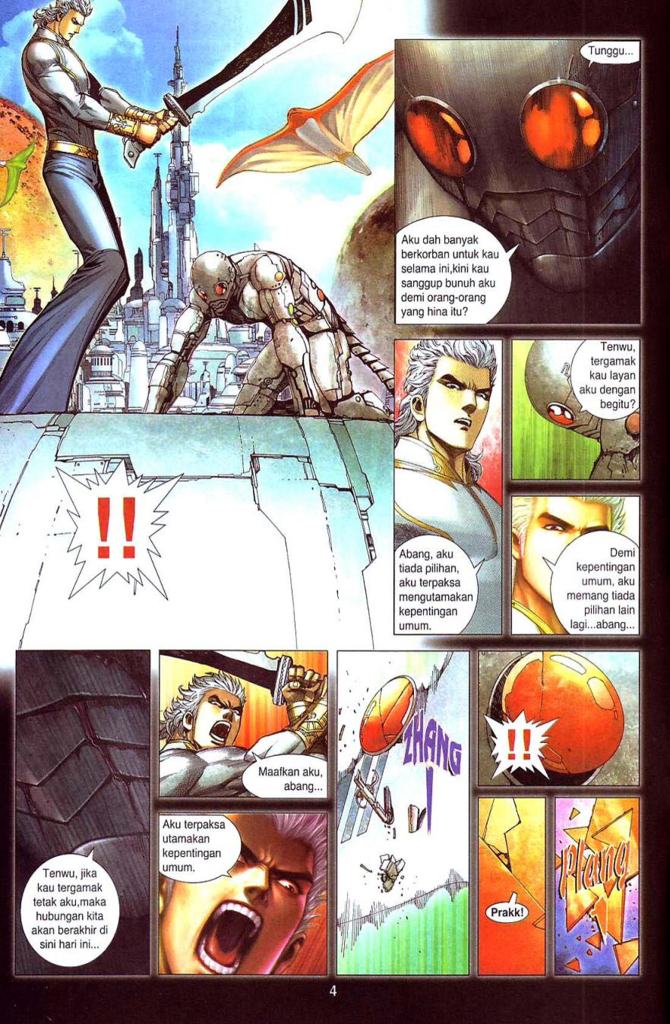 Tunggu...
Aku dah banyak
berkorban untuk kau
selama ini,kini kau
sanggup bunuh aku
demi orang-orang
yang hina itu?
!!
Tenwu,
tergamak
kau layan
aku dengan
begitu?
Abang, aku
tiada pilihan,
aku terpaksa
mengutamakan
kepentingan
umum.
Demi
kepentingan
umum, aku
memang tiada
pilihan lain
lagi...abang...
Tenwu, jika
kau tergamak
tetak aku,maka
hubungan kita
akan berakhir di
sini hari ini...
Maafkan aku,
abang...
Aku terpaksa
utamakan
kepentingan
umum.
ZHANG
!
!!
Prakk!
Plang
4